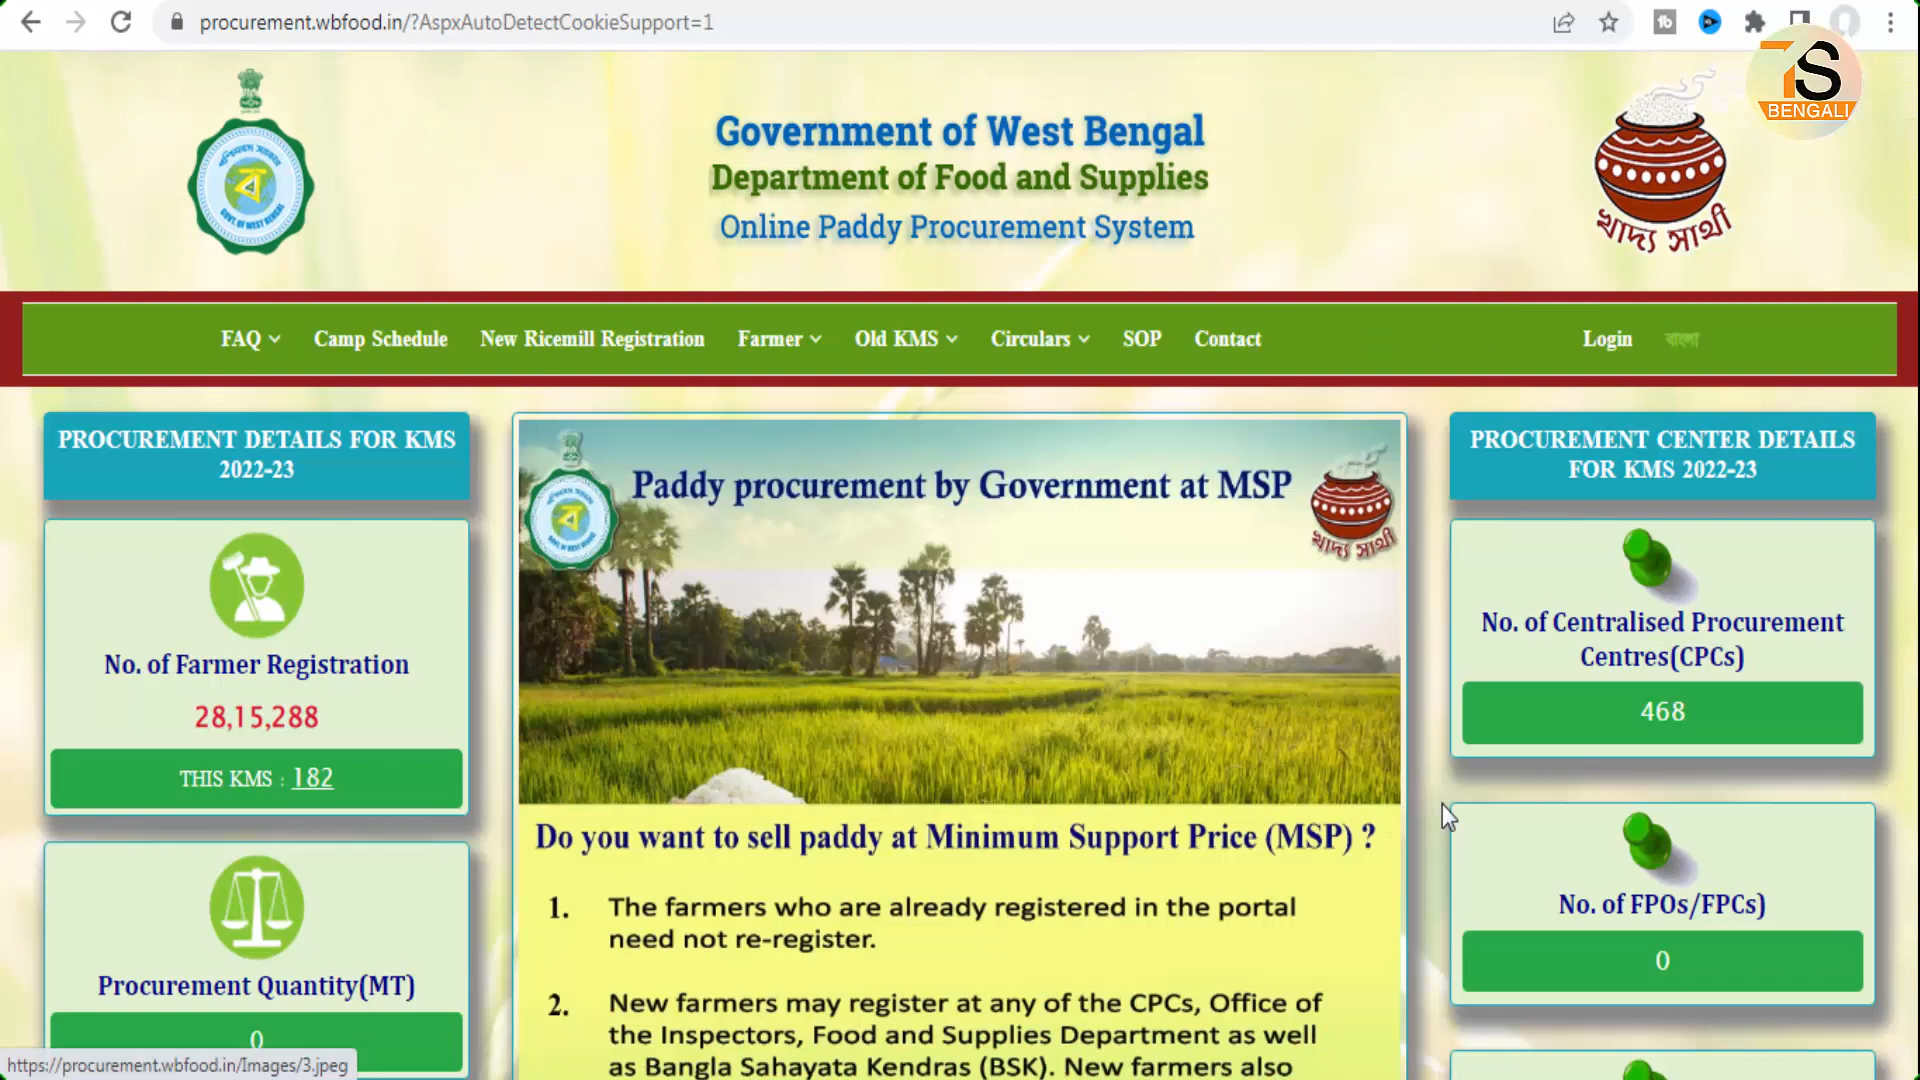 procurement.wbfood.in/?AspxAutoDetectCookieSupport=1
TS
BENGALI
Government of West Bengal
Department of Food and Supplies
Online Paddy Procurement System
GOVT. OF WEST BENGAL
খাদ্য সাথী
FAQ
Camp Schedule
New Ricemill Registration
Farmer
Old KMS
Circulars
SOP
Contact
Login
বাংলা
PROCUREMENT DETAILS FOR KMS
2022-23
No. of Farmer Registration
28,15,288
THIS KMS : 182
Procurement Quantity(MT)
0
Paddy procurement by Government at MSP
খাদ্য সাথী
Do you want to sell paddy at Minimum Support Price (MSP) ?
1. The farmers who are already registered in the portal
need not re-register.
2. New farmers may register at any of the CPCs, Office of
the Inspectors, Food and Supplies Department as well
as Bangla Sahayata Kendras (BSK). New farmers also
PROCUREMENT CENTER DETAILS
FOR KMS 2022-23
No. of Centralised Procurement
Centres(CPCs)
468
No. of FPOs/FPCs)
0
https://procurement.wbfood.in/Images/3.jpeg